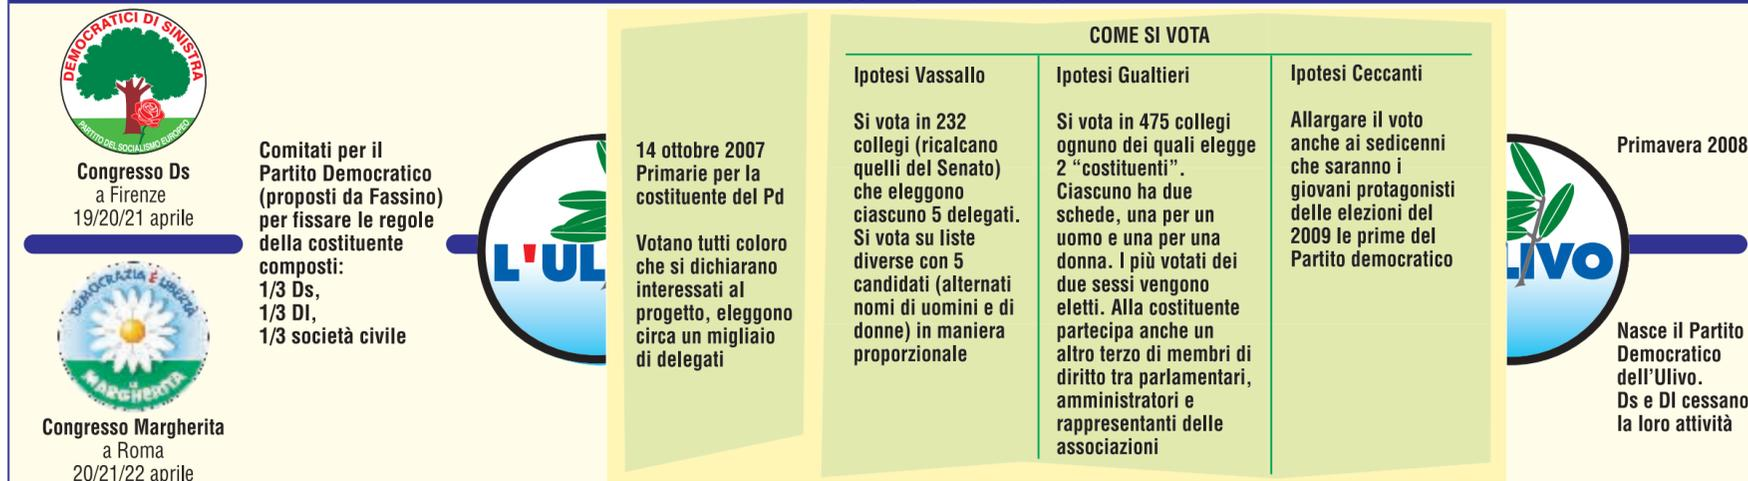 DEMOCRATICI DI SINISTRA
PARTITO DEL SOCIALISMO EUROPEO
Congresso Ds
a Firenze
19/20/21 aprile
DEMOCRAZIA È LIBERTÀ
LA
MARGHERITA
Congresso Margherita
a Roma
20/21/22 aprile
Comitati per il
Partito Democratico
(proposti da Fassino)
per fissare le regole
della costituente
composti:
1/3 Ds,
1/3 Dl,
1/3 società civile
L'UL
14 ottobre 2007
Primarie per la
costituente del Pd
Votano tutti coloro
che si dichiarano
interessati al
progetto, eleggono
circa un migliaio
di delegati
COME SI VOTA
Ipotesi Vassallo
Si vota in 232
collegi (ricalcano
quelli del Senato)
che eleggono
ciascuno 5 delegati.
Si vota su liste
diverse con 5
candidati (alternati
nomi di uomini e di
donne) in maniera
proporzionale
Ipotesi Gualtieri
Si vota in 475 collegi
ognuno dei quali elegge
2 “costituenti”.
Ciascuno ha due
schede, una per un
uomo e una per una
donna. I più votati dei
due sessi vengono
eletti. Alla costituente
partecipa anche un
altro terzo di membri di
diritto tra parlamentari,
amministratori e
rappresentanti delle
associazioni
Ipotesi Ceccanti
Allargare il voto
anche ai sedicenni
che saranno i
giovani protagonisti
delle elezioni del
2009 le prime del
Partito democratico
LIVO
Primavera 2008
Nasce il Partito
Democratico
dell’Ulivo.
Ds e Dl cessano
la loro attività